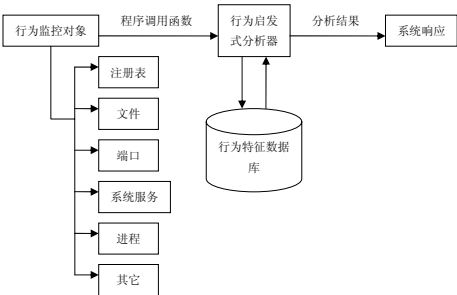 行为监控对象
程序调用函数
行为启发
式分析器
分析结果
系统响应
注册表
文件
端口
系统服务
进程
其它
行为特征数据
库